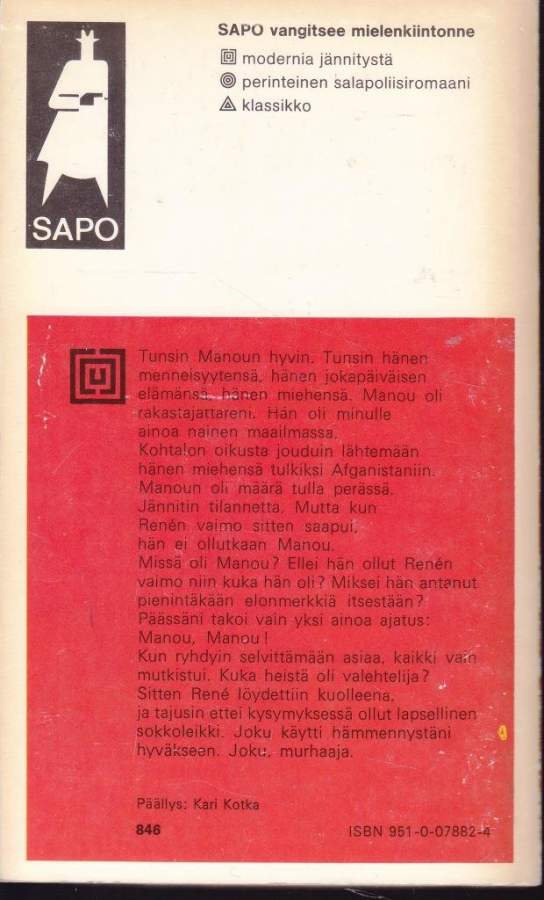 SAPO vangitsee mielenkiintonne
modernia jännitystä
perinteinen salapoliisiromaani
klassikko
SAPO
Tunsin Manoun hyvin. Tunsin hänen
menneisyytensä, hänen jokapäiväisen
elämänsä, hänen miehensä. Manou oli
rakastajattareni. Hän oli minulle
ainoa nainen maailmassa.
Kohtalon oikusta jouduin lähtemään
hänen miehensä tulkiksi Afganistaniin.
Manoun oli määrä tulla perässä.
Jännitin tilannetta. Mutta kun
Renén vaimo sitten saapui,
hän ei ollutkaan Manou.
Missä oli Manou? Ellei hän ollut Renén
vaimo niin kuka hän oli? Miksei hän antanut
pienintäkään elonmerkkiä itsestään?
Päässäni takoi vain yksi ainoa ajatus:
Manou, Manou!
Kun ryhdyin selvittämään asiaa, kaikki vain
mutkistui. Kuka heistä oli valehtelija?
Sitten René löydettiin kuolleena,
ja tajusin ettei kysymyksessä ollut lapsellinen
sokkoleikki. Joku käytti hämmennystäni
hyväkseen. Joku, murhaaja.
Päällys: Kari Kotka
846 ISBN 951-0-07882-4